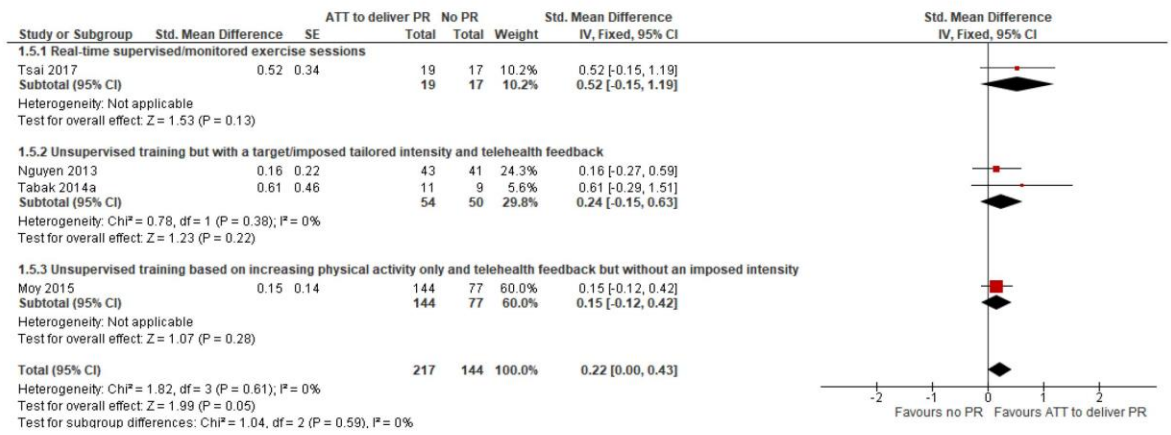 ATT to deliver PR No PR Std. Mean Difference Std. Mean Difference
Study or Subgroup Std. Mean Difference SE Total Total Weight IV, Fixed, 95% CI IV, Fixed, 95% CI
1.5.1 Real-time supervised/monitored exercise sessions
Tsai 2017 0.52 0.34 19 17 10.2% 0.52 [-0.15, 1.19]
Subtotal (95% CI) 19 17 10.2% 0.52 [-0.15, 1.19]
Heterogeneity: Not applicable
Test for overall effect: Z = 1.53 (P = 0.13)
1.5.2 Unsupervised training but with a target/imposed tailored intensity and telehealth feedback
Nguyen 2013 0.16 0.22 43 41 24.3% 0.16 [-0.27, 0.59]
Tabak 2014a 0.61 0.46 11 9 5.6% 0.61 [-0.29, 1.51]
Subtotal (95% CI) 54 50 29.8% 0.24 [-0.15, 0.63]
Heterogeneity: Chi² = 0.78, df = 1 (P = 0.38); I² = 0%
Test for overall effect: Z = 1.23 (P = 0.22)
1.5.3 Unsupervised training based on increasing physical activity only and telehealth feedback but without an imposed intensity
Moy 2015 0.15 0.14 144 77 60.0% 0.15 [-0.12, 0.42]
Subtotal (95% CI) 144 77 60.0% 0.15 [-0.12, 0.42]
Heterogeneity: Not applicable
Test for overall effect: Z = 1.07 (P = 0.28)
Total (95% CI) 217 144 100.0% 0.22 [0.00, 0.43]
Heterogeneity: Chi² = 1.82, df = 3 (P = 0.61); I² = 0%
Test for overall effect: Z = 1.99 (P = 0.05)
Test for subgroup differences: Chi² = 1.04, df = 2 (P = 0.59), I² = 0%
-2 -1 0 1 2
Favours no PR Favours ATT to deliver PR